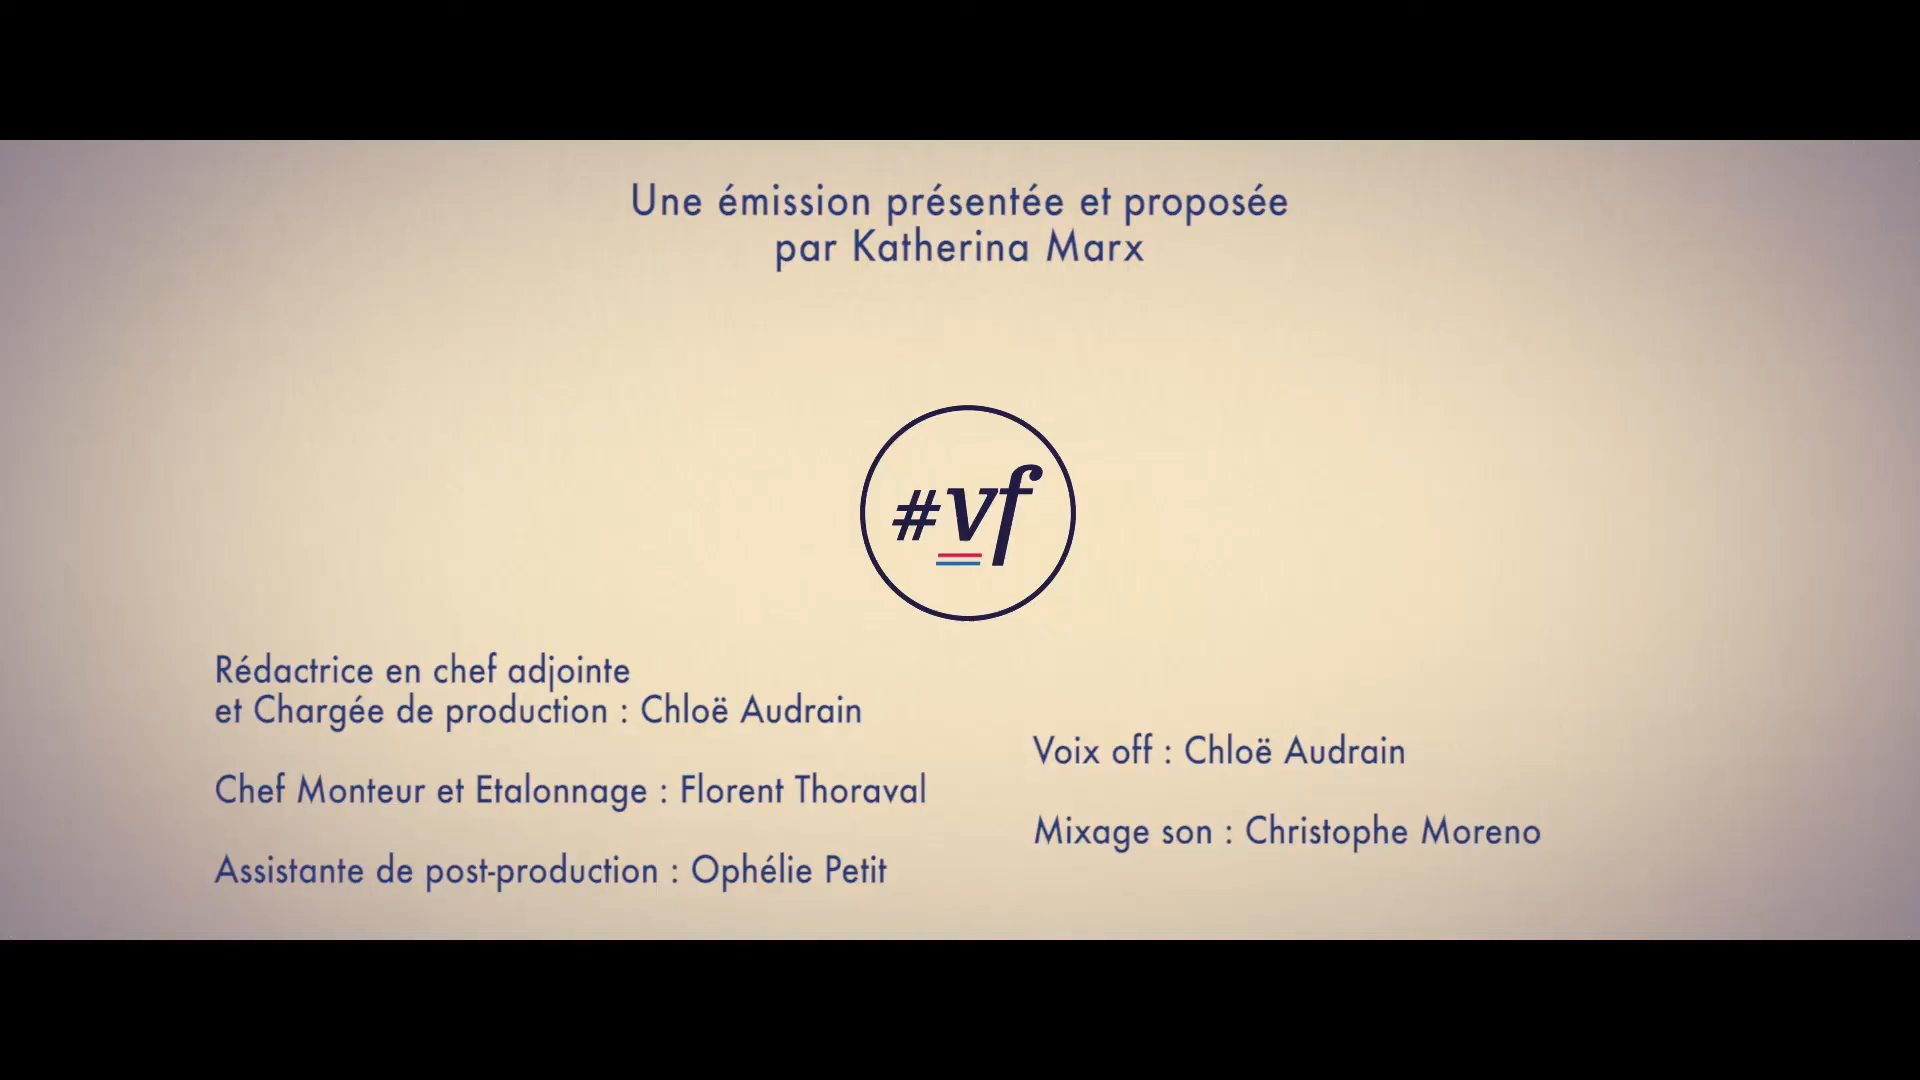 Une émission présentée et proposée
par Katherina Marx
#vf
Rédactrice en chef adjointe
et Chargée de production : Chloë Audrain
Chef Monteur et Etalonnage : Florent Thoraval
Assistante de post-production : Ophélie Petit
Voix off : Chloë Audrain
Mixage son : Christophe Moreno